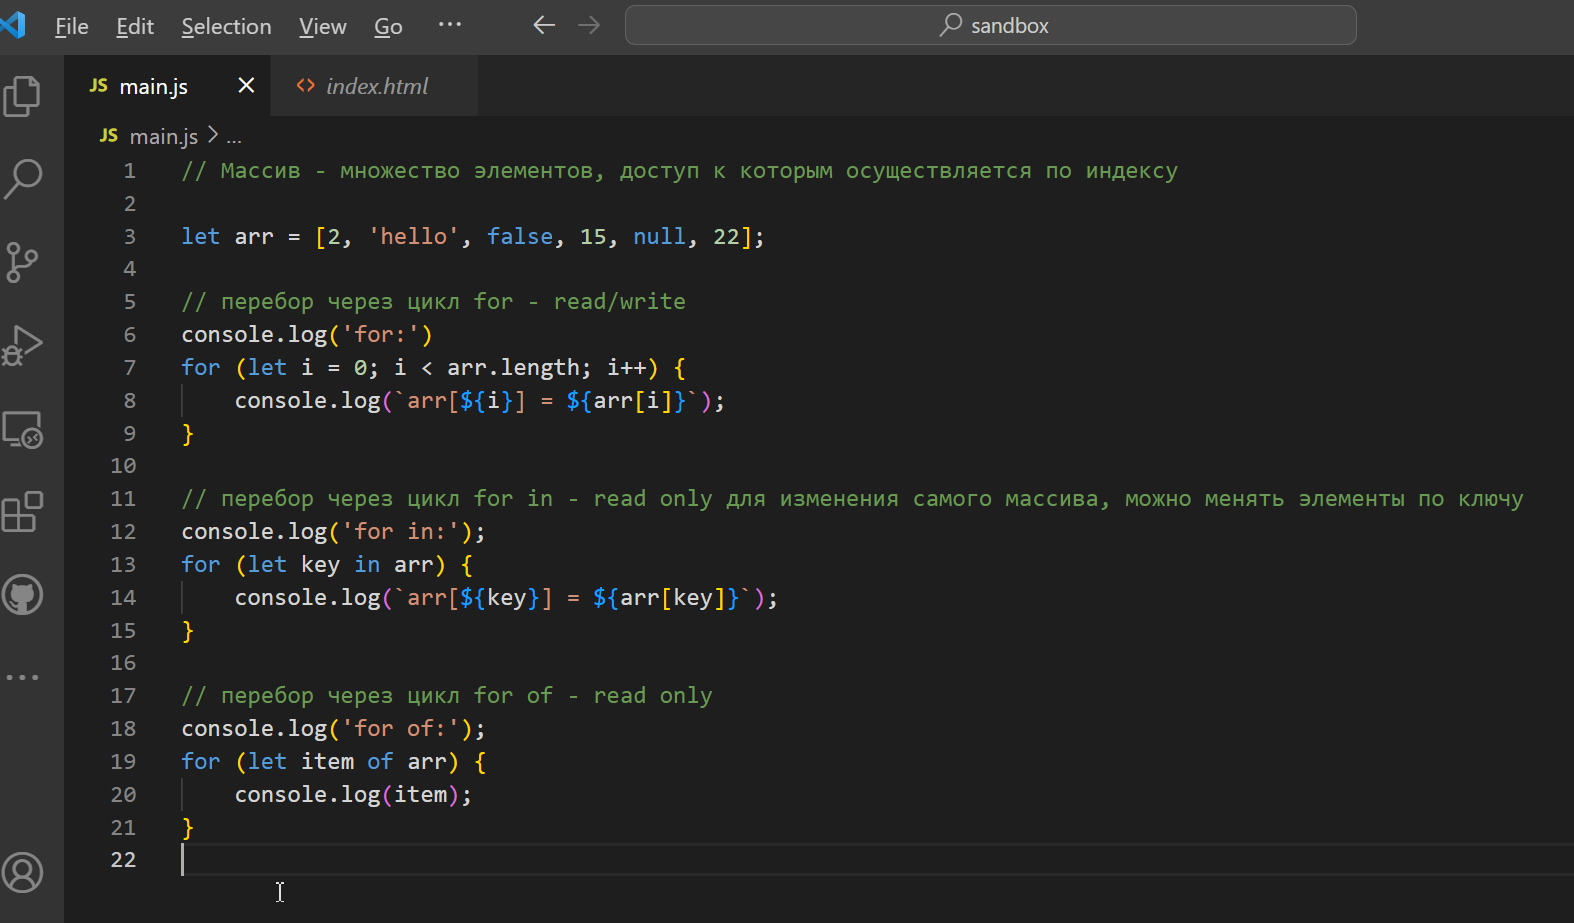 File Edit Selection View Go ··· sandbox
JS main.js index.html
JS main.js > ...
1 // Массив - множество элементов, доступ к которым осуществляется по индексу
2
3 let arr = [2, 'hello', false, 15, null, 22];
4
5 // перебор через цикл for - read/write
6 console.log('for:')
7 for (let i = 0; i < arr.length; i++) {
8     console.log(`arr[${i}] = ${arr[i]}`);
9 }
10
11 // перебор через цикл for in - read only для изменения самого массива, можно менять элементы по ключу
12 console.log('for in:');
13 for (let key in arr) {
14     console.log(`arr[${key}] = ${arr[key]}`);
15 }
16
17 // перебор через цикл for of - read only
18 console.log('for of:');
19 for (let item of arr) {
20     console.log(item);
21 }
22